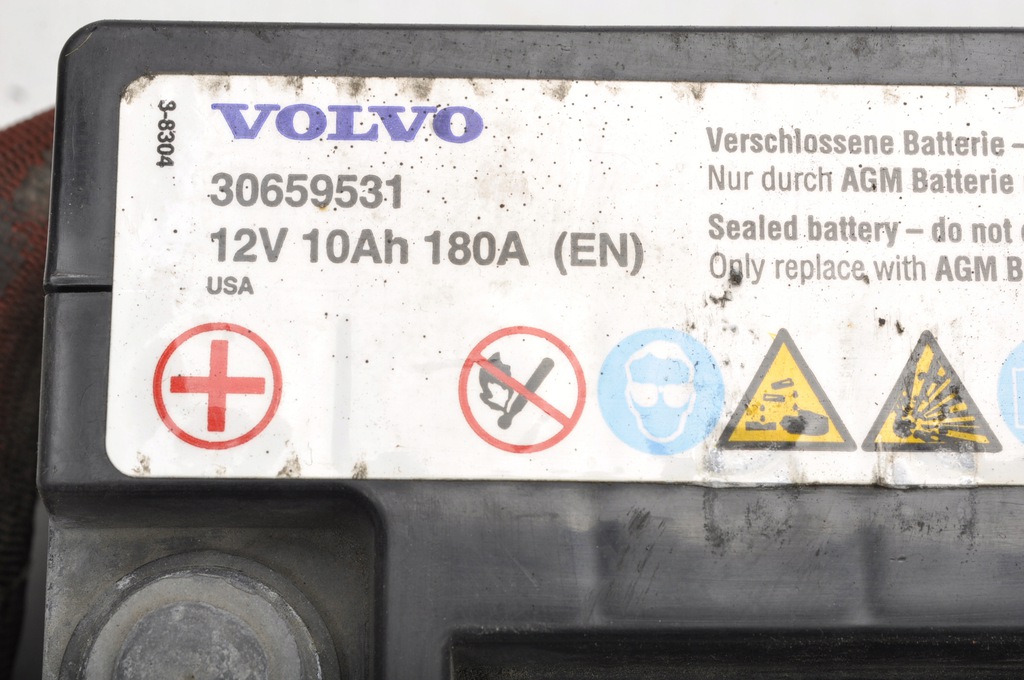 3-8304
VOLVO
30659531
12V 10Ah 180A (EN)
USA
Verschlossene Batterie –
Nur durch AGM Batterie
Sealed battery – do not
Only replace with AGM B